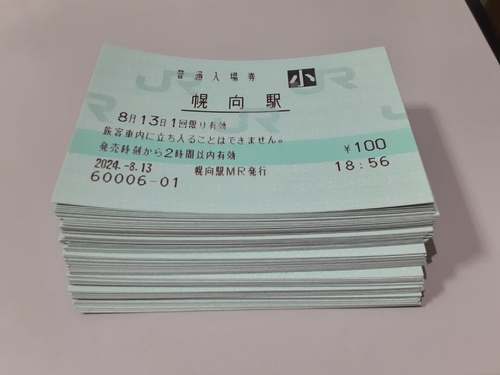 普通入場券 小
幌向駅
8月13日1回限り有効
旅客車内に立ち入ることはできません。
発売時刻から2時間以内有効 ¥100
2024.-8.13 幌向駅MR発行 18:56
60006-01